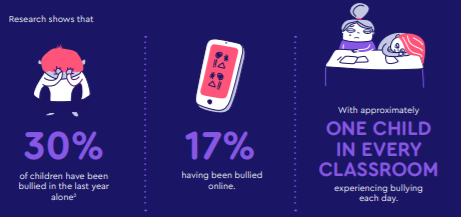 Research shows that
30%
of children have been
bullied in the last year
alone²
17%
having been bullied
online.
With approximately
ONE CHILD
IN EVERY
CLASSROOM
experiencing bullying
each day.